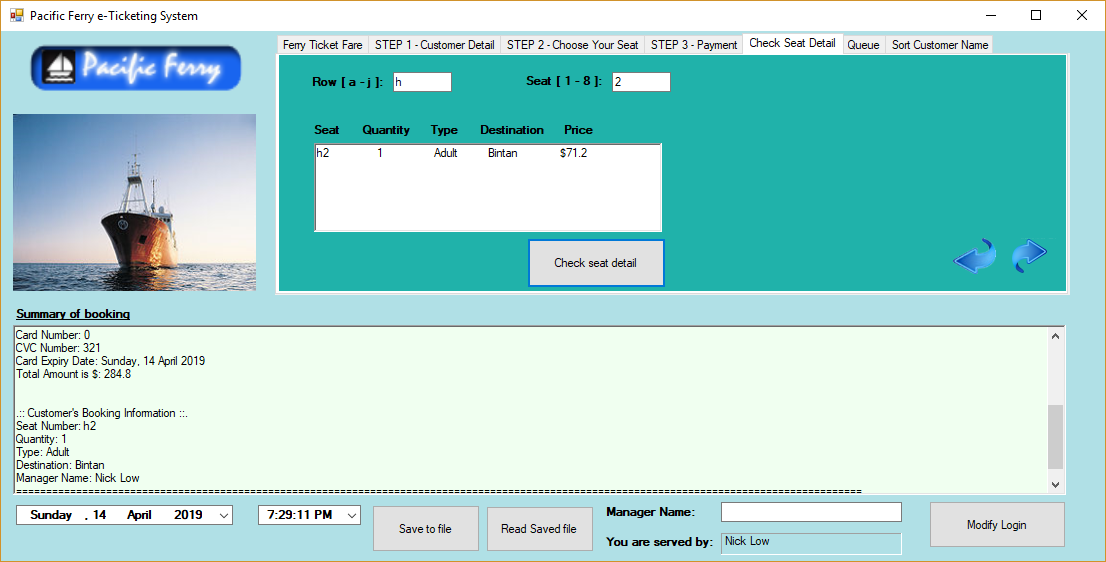 Pacific Ferry e-Ticketing System
Pacific Ferry
Ferry Ticket Fare STEP 1 - Customer Detail STEP 2 - Choose Your Seat STEP 3 - Payment Check Seat Detail Queue Sort Customer Name
Row [ a - j ]: h Seat [ 1 - 8 ]: 2
Seat Quantity Type Destination Price
h2 1 Adult Bintan $71.2
Check seat detail
Summary of booking
Card Number: 0
CVC Number: 321
Card Expiry Date: Sunday, 14 April 2019
Total Amount is $: 284.8
.:: Customer's Booking Information ::.
Seat Number: h2
Quantity: 1
Type: Adult
Destination: Bintan
Manager Name: Nick Low
Sunday , 14 April 2019 7:29:11 PM Save to file Read Saved file Manager Name: Modify Login
You are served by: Nick Low